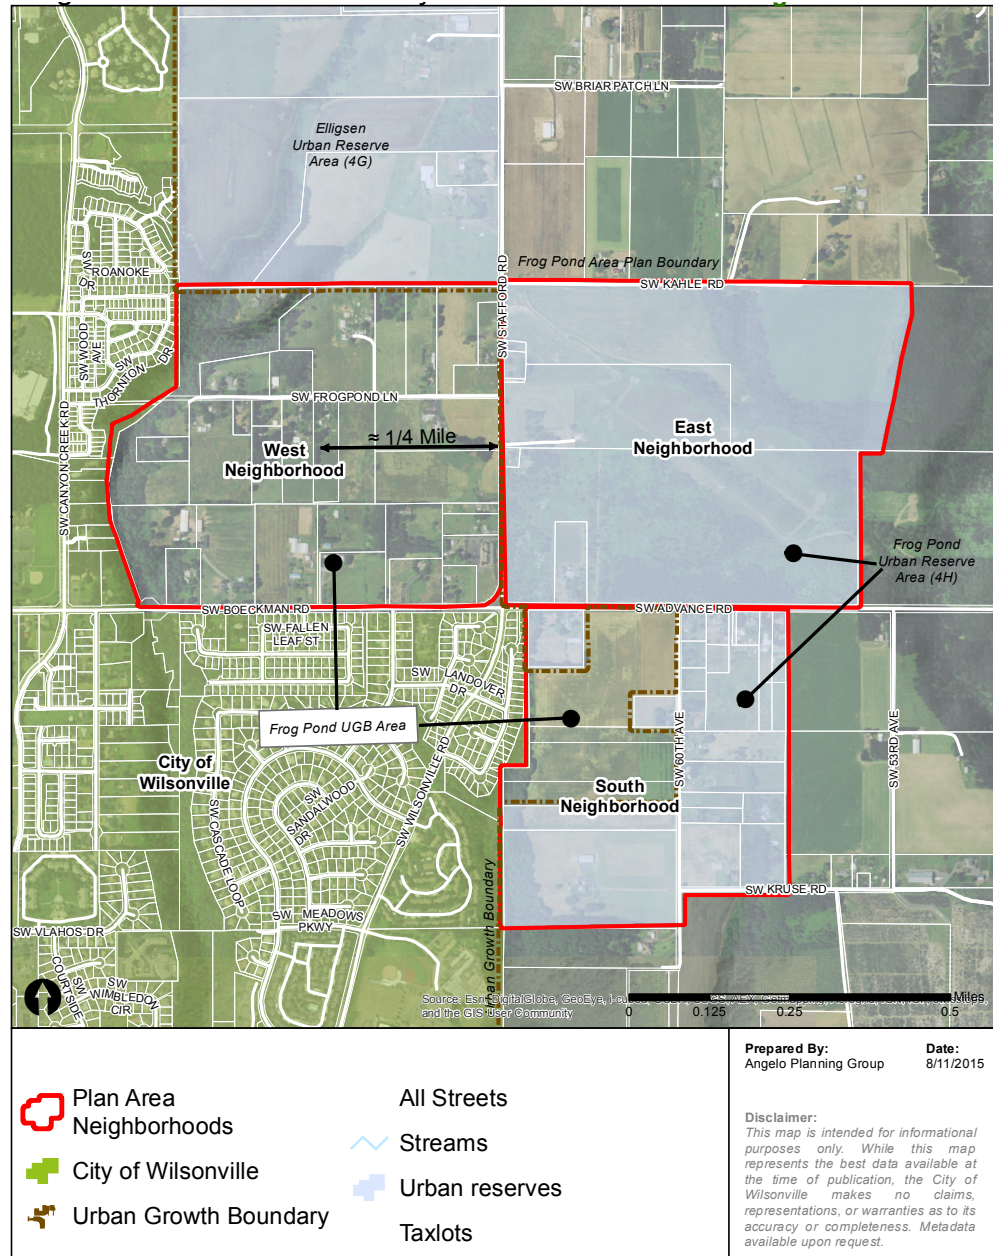 SW BRIAR PATCH LN
Elligsen
Urban Reserve
Area (4G)
SW STAFFORD RD
Frog Pond Area Plan Boundary
SW KAHLE RD
SW
ROANOKE
DR
SW WOOD
AVE
SW
THORNTON
DR
SW CANYON CREEK RD
SW FROGPOND LN
≈ 1/4 Mile
West
Neighborhood
East
Neighborhood
Frog Pond
Urban Reserve
Area (4H)
SW BOECKMAN RD
SW ADVANCE RD
SW FALLEN
LEAF ST
SW LANDOVER
DR
Frog Pond UGB Area
City of
Wilsonville
SW WILSONVILLE RD
SW 60TH AVE
SW 53RD AVE
South
Neighborhood
SW
SANDALWOOD
DR
SW CASCADE LOOP
SW MEADOWS
PKWY
SW KRUSE RD
SW VLAHOS DR
COURTSIDE
SW
SW
WIMBLEDON
CIR
Urban Growth Boundary
Source: Esri, DigitalGlobe, GeoEye,
and the GIS User Community
Miles
0 0.125 0.25 0.5
Plan Area
Neighborhoods
City of Wilsonville
Urban Growth Boundary
All Streets
Streams
Urban reserves
Taxlots
Prepared By:
Angelo Planning Group
Date:
8/11/2015
Disclaimer:
This map is intended for informational
purposes only. While this map
represents the best data available at
the time of publication, the City of
Wilsonville makes no claims,
representations, or warranties as to its
accuracy or completeness. Metadata
available upon request.